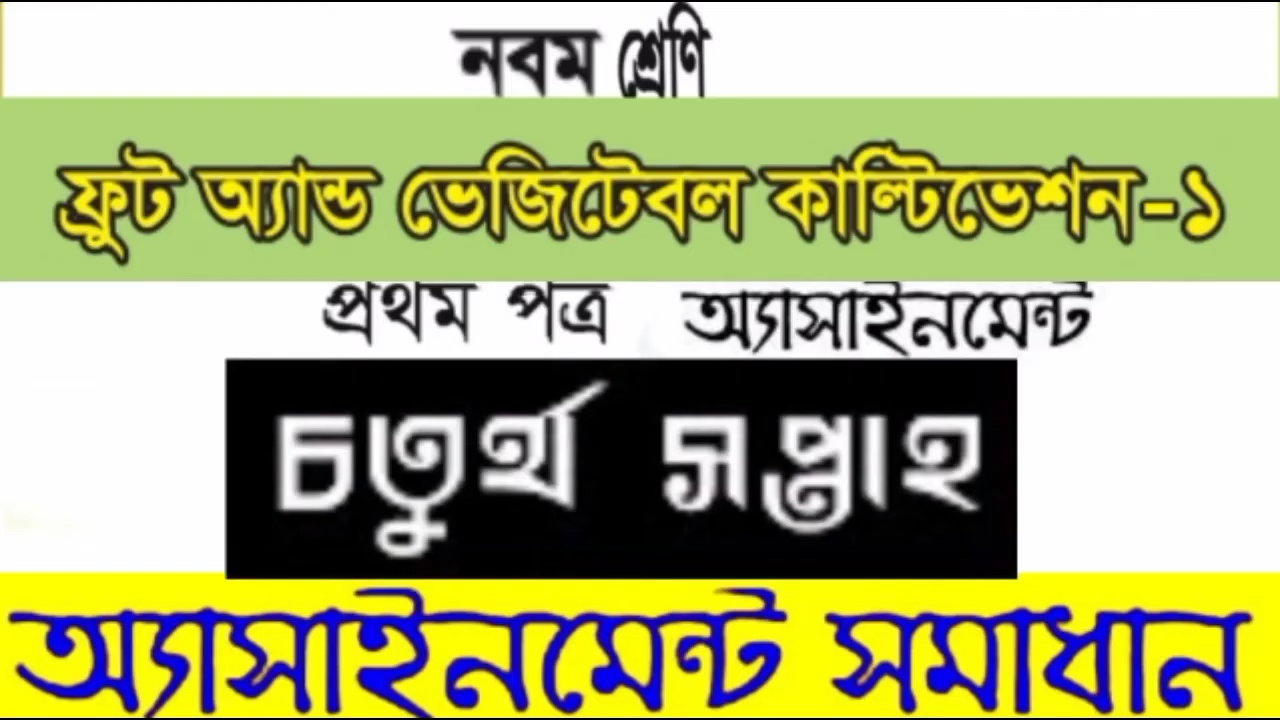 নবম শ্রেণি
ফ্রুট অ্যান্ড ভেজিটেবল কাল্টিভেশন-১
প্রথম পত্র অ্যাসাইনমেন্ট
চতুর্থ সপ্তাহ
অ্যাসাইনমেন্ট সমাধান